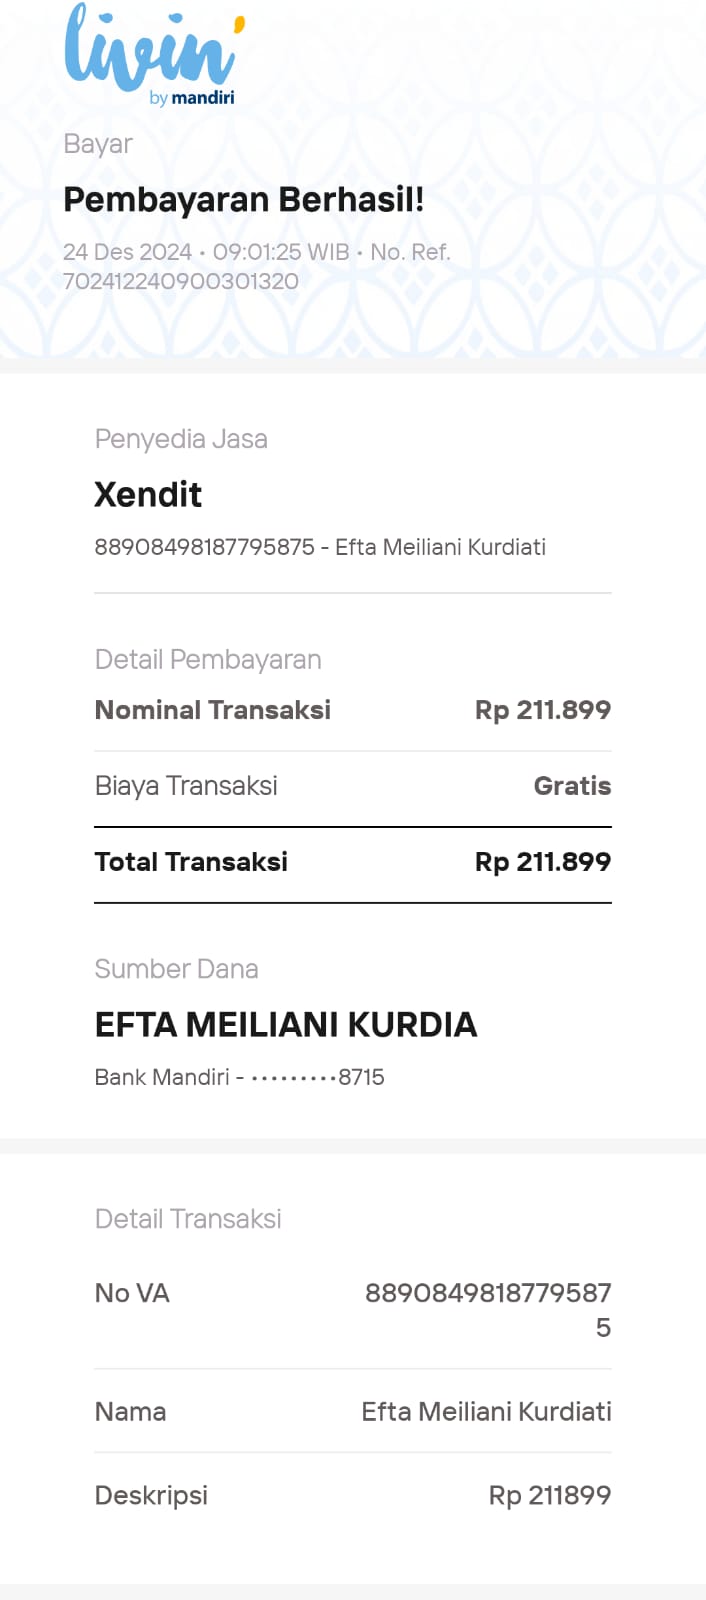 livin'
by mandiri
Bayar
Pembayaran Berhasil!
24 Des 2024 • 09:01:25 WIB • No. Ref.
702412240900301320
Penyedia Jasa
Xendit
88908498187795875 - Efta Meiliani Kurdiati
Detail Pembayaran
Nominal Transaksi Rp 211.899
Biaya Transaksi Gratis
Total Transaksi Rp 211.899
Sumber Dana
EFTA MEILIANI KURDIA
Bank Mandiri - •••••••••8715
Detail Transaksi
No VA 8890849818779587
5
Nama Efta Meiliani Kurdiati
Deskripsi Rp 211899